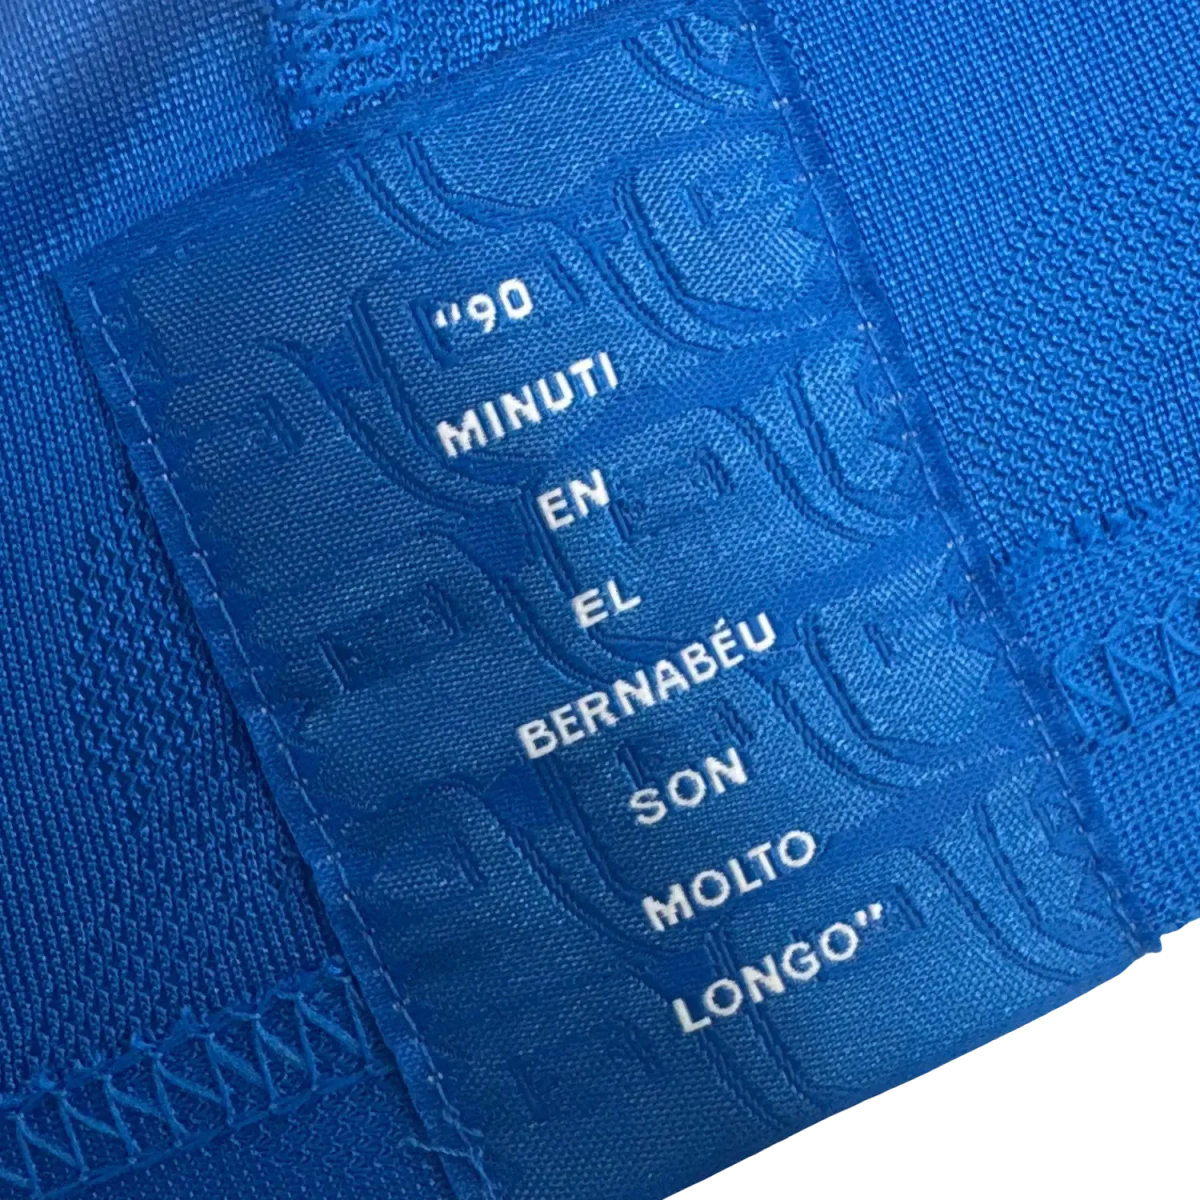 "90
MINUTI
EN
EL
BERNABÉU
SON
MOLTO
LONGO"